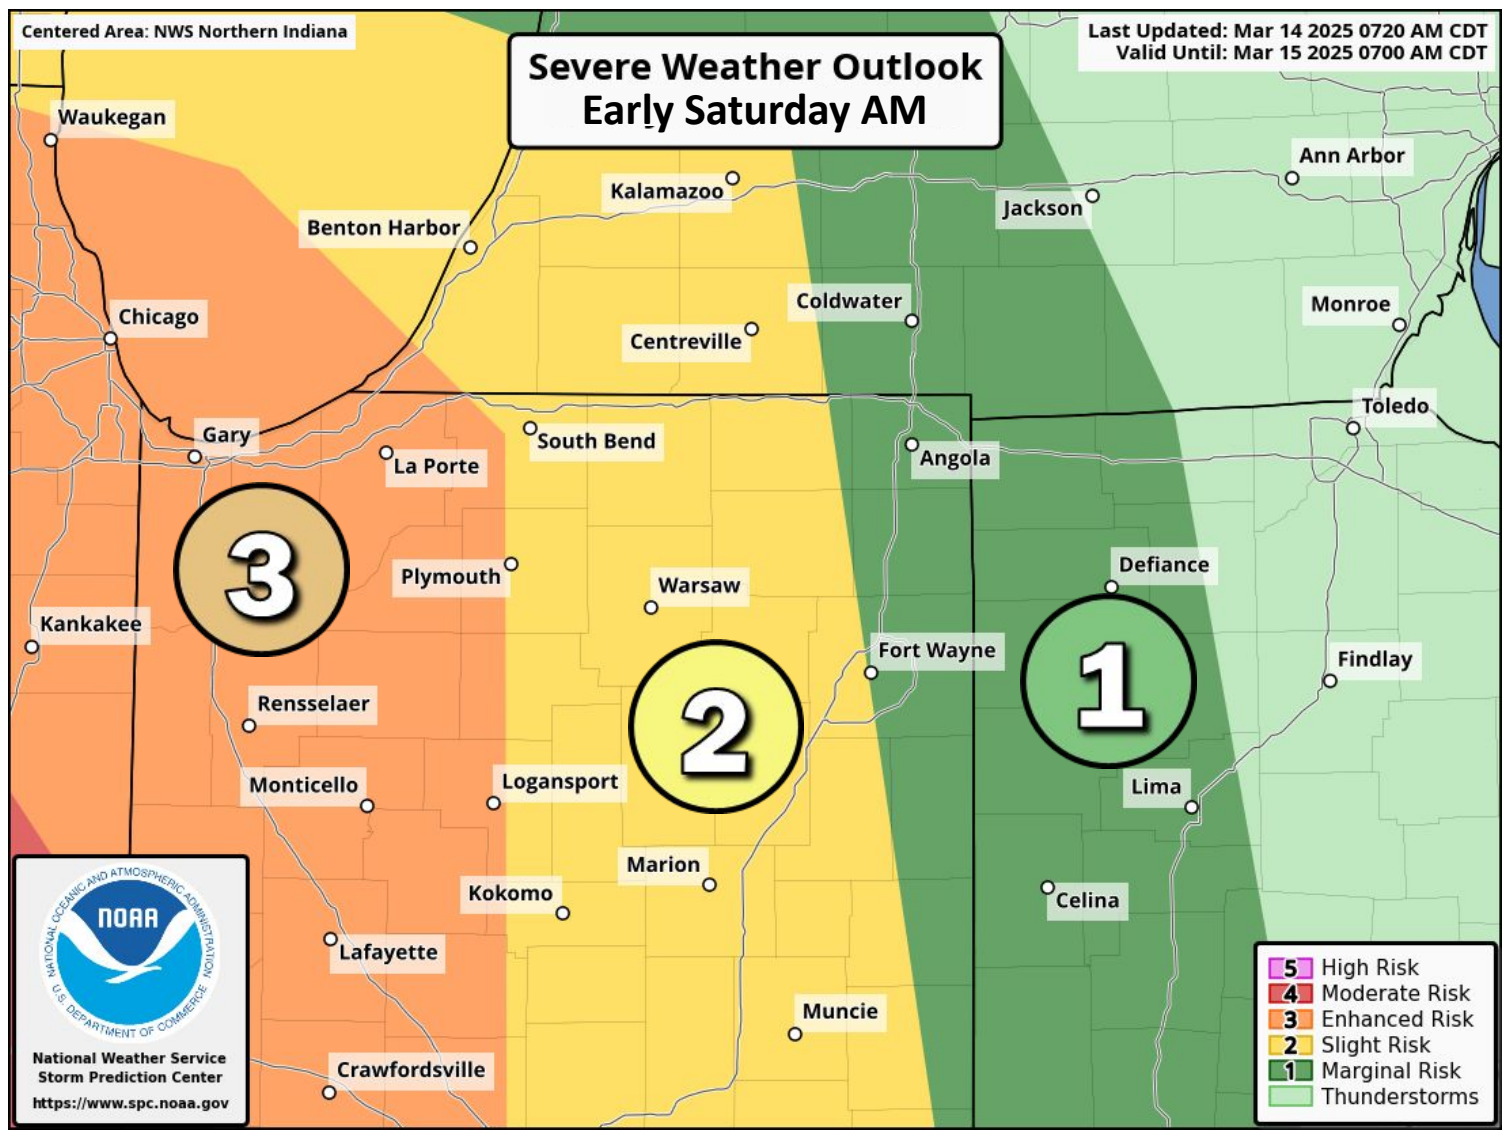 Centered Area: NWS Northern Indiana
Severe Weather Outlook
Early Saturday AM
Last Updated: Mar 14 2025 0720 AM CDT
Valid Until: Mar 15 2025 0700 AM CDT
Waukegan
Ann Arbor
Kalamazoo
Jackson
Benton Harbor
Coldwater
Monroe
Chicago
Centreville
Toledo
Gary
South Bend
Angola
La Porte
3
Plymouth
Warsaw
Defiance
Kankakee
Fort Wayne
Findlay
2
1
Rensselaer
Monticello
Logansport
Lima
Marion
Kokomo
Celina
Lafayette
Muncie
Crawfordsville
NATIONAL OCEANIC AND ATMOSPHERIC ADMINISTRATION
NOAA
U.S. DEPARTMENT OF COMMERCE
National Weather Service
Storm Prediction Center
https://www.spc.noaa.gov
5 High Risk
4 Moderate Risk
3 Enhanced Risk
2 Slight Risk
1 Marginal Risk
Thunderstorms